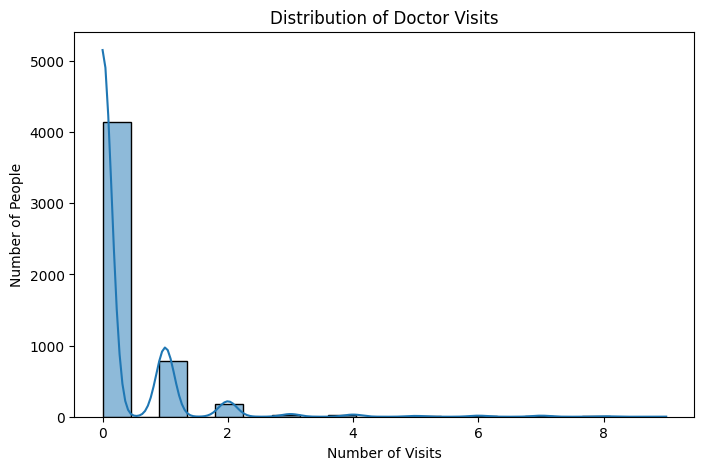 Distribution of Doctor Visits
Number of People
5000
4000
3000
2000
1000
0
0 2 4 6 8
Number of Visits